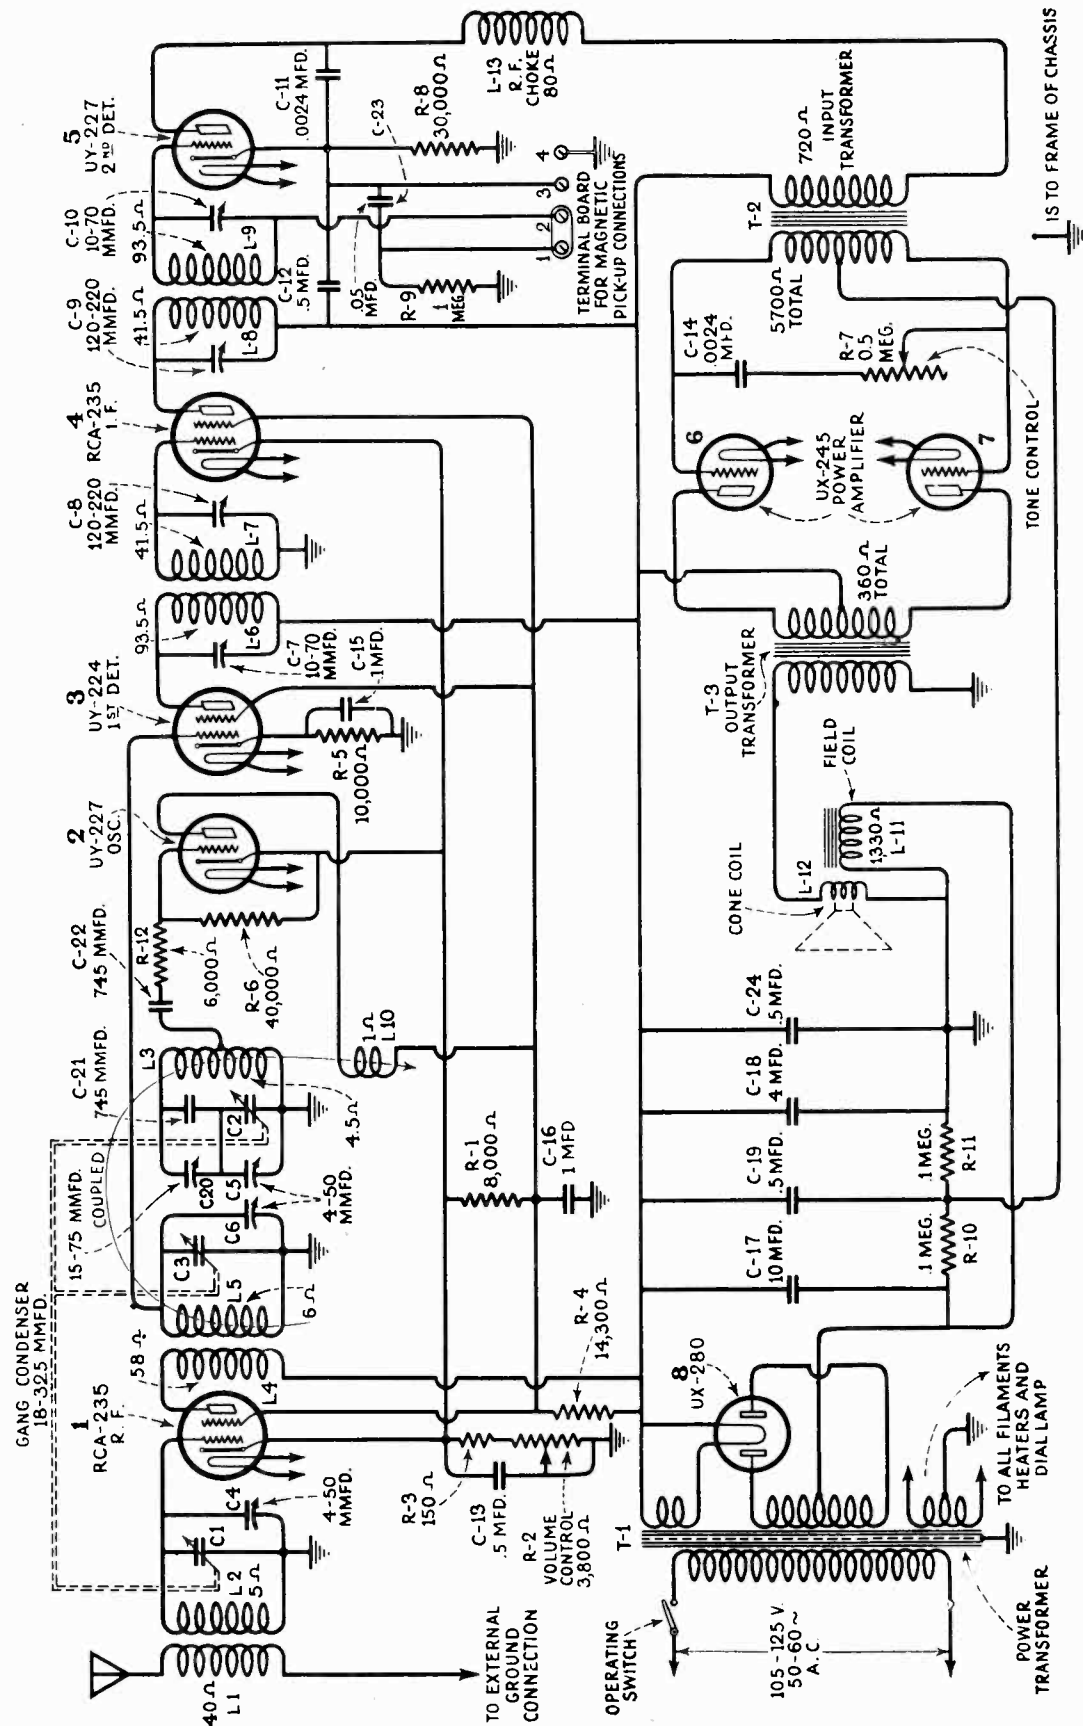 GANG CONDENSER
18-325 MMFD.
1
RCA-235
R.F.
40Ω
L1
L2
5Ω
C1
C4
4-50
MMFD.
TO EXTERNAL
GROUND
CONNECTION
58Ω
L4
L5
6Ω
C3
C6
15-75 MMFD.
COUPLED
C20
C5
4-50
MMFD.
C-21
745 MMFD.
C2
L3
4.5Ω
C-22
745 MMFD.
R-12
6,000Ω
R-6
40,000Ω
1Ω
L10
2
UY-227
OSC.
3
UY-224
1ST DET.
R-5
10,000Ω
C-15
.1MFD.
93.5Ω
L-6
C-7
10-70
MMFD.
C-8
120-220
MMFD.
41.5Ω
L-7
4
RCA-235
I.F.
C-9
120-220
MMFD.
41.5Ω
L-8
C-10
10-70
MMFD.
93.5Ω
L-9
C-12
.5 MFD.
5
UY-227
2ND DET.
C-11
.0024 MFD.
R-8
30,000Ω
C-23
.05
MFD.
R-9
1
MEG.
1
2
3
4
TERMINAL BOARD
FOR MAGNETIC
PICK-UP CONNECTIONS
L-13
R.F.
CHOKE
80Ω
R-3
150Ω
C-13
.5 MFD.
R-2
VOLUME
CONTROL
3,800Ω
R-4
14,300Ω
R-1
8,000Ω
C-16
1 MFD
OPERATING
SWITCH
105-125 V.
50-60~
A.C.
T-1
POWER
TRANSFORMER
8
UX-280
TO ALL FILAMENTS
HEATERS AND
DIAL LAMP
C-17
10 MFD.
C-19
.5 MFD.
C-18
4 MFD.
C-24
.5 MFD.
.1 MEG.
R-10
.1 MEG.
R-11
CONE COIL
L-12
FIELD
COIL
1330Ω
L-11
T-3
OUTPUT
TRANSFORMER
360Ω
TOTAL
6
UX-245
POWER
AMPLIFIER
7
C-14
.0024
MFD.
R-7
0.5
MEG.
TONE CONTROL
5700Ω
TOTAL
T-2
720Ω
INPUT
TRANSFORMER
IS TO FRAME OF CHASSIS